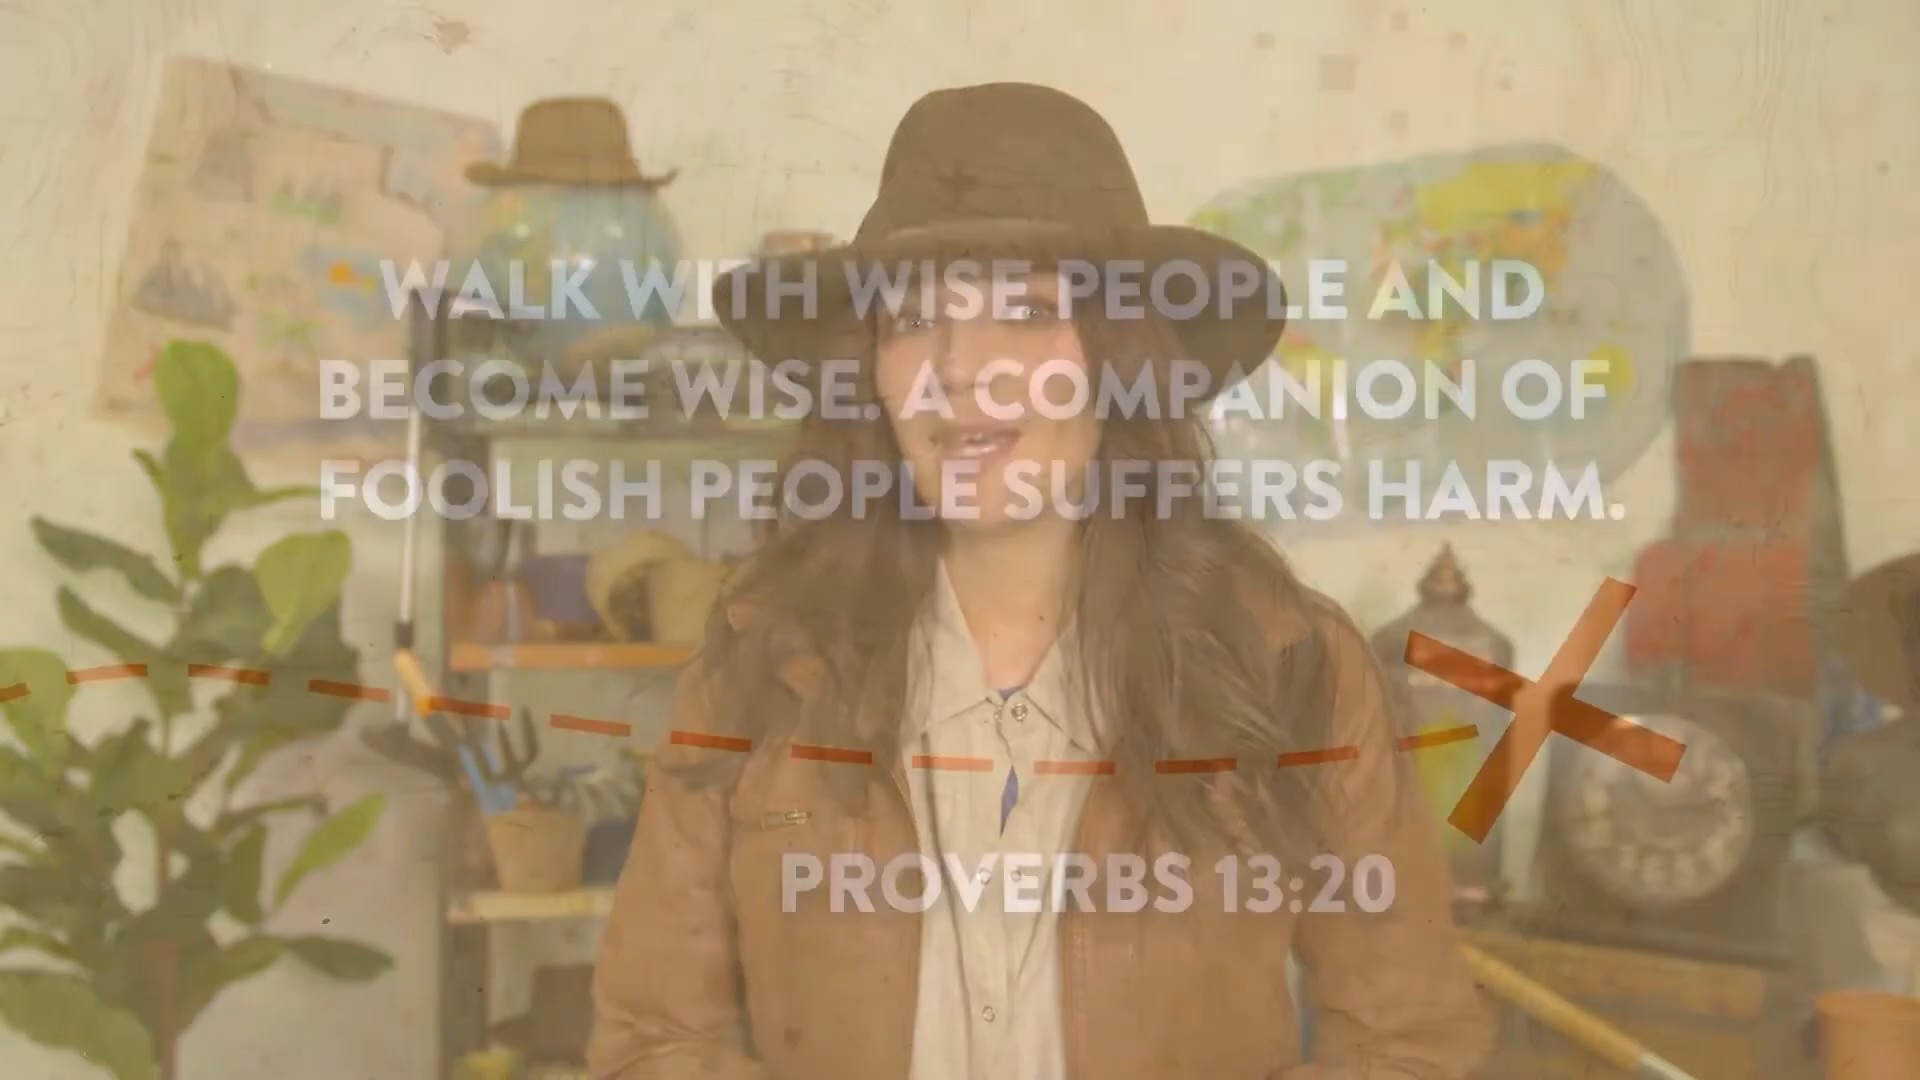 WALK WITH WISE PEOPLE AND
BECOME WISE. A COMPANION OF
FOOLISH PEOPLE SUFFERS HARM.
PROVERBS 13:20